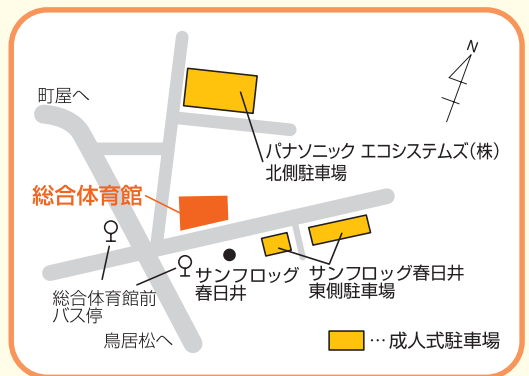 N
町屋へ
パナソニック エコシステムズ(株)
北側駐車場
総合体育館
サンフロッグ
春日井
サンフロッグ春日井
東側駐車場
総合体育館前
バス停
鳥居松へ
…成人式駐車場